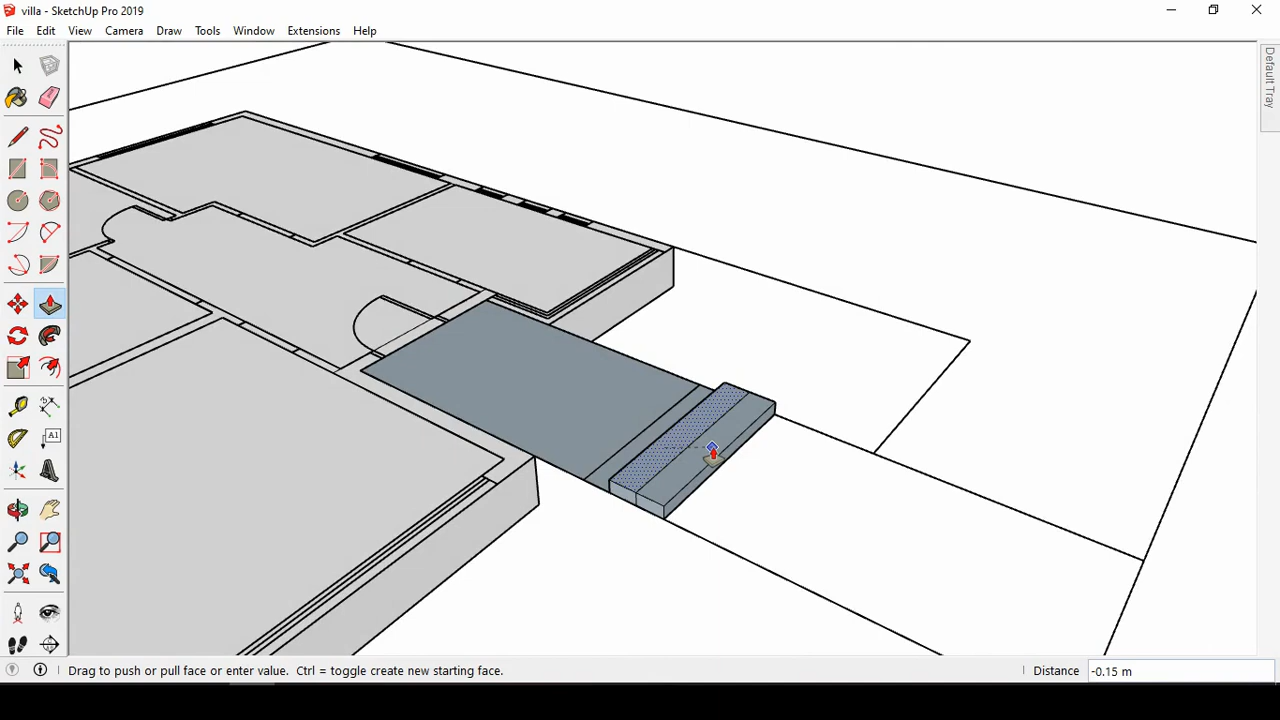 villa - SketchUp Pro 2019
File Edit View Camera Draw Tools Window Extensions Help
Default Tray
A1
Drag to push or pull face or enter value. Ctrl = toggle create new starting face.
Distance -0.15 m